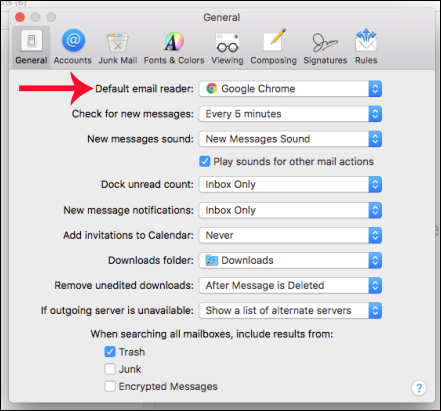 ts (6)
General
General Accounts Junk Mail Fonts & Colors Viewing Composing Signatures Rules
Default email reader: Google Chrome
Check for new messages: Every 5 minutes
New messages sound: New Messages Sound
Play sounds for other mail actions
Dock unread count: Inbox Only
New message notifications: Inbox Only
Add invitations to Calendar: Never
Downloads folder: Downloads
Remove unedited downloads: After Message is Deleted
If outgoing server is unavailable: Show a list of alternate servers
When searching all mailboxes, include results from:
Trash
Junk
Encrypted Messages
?